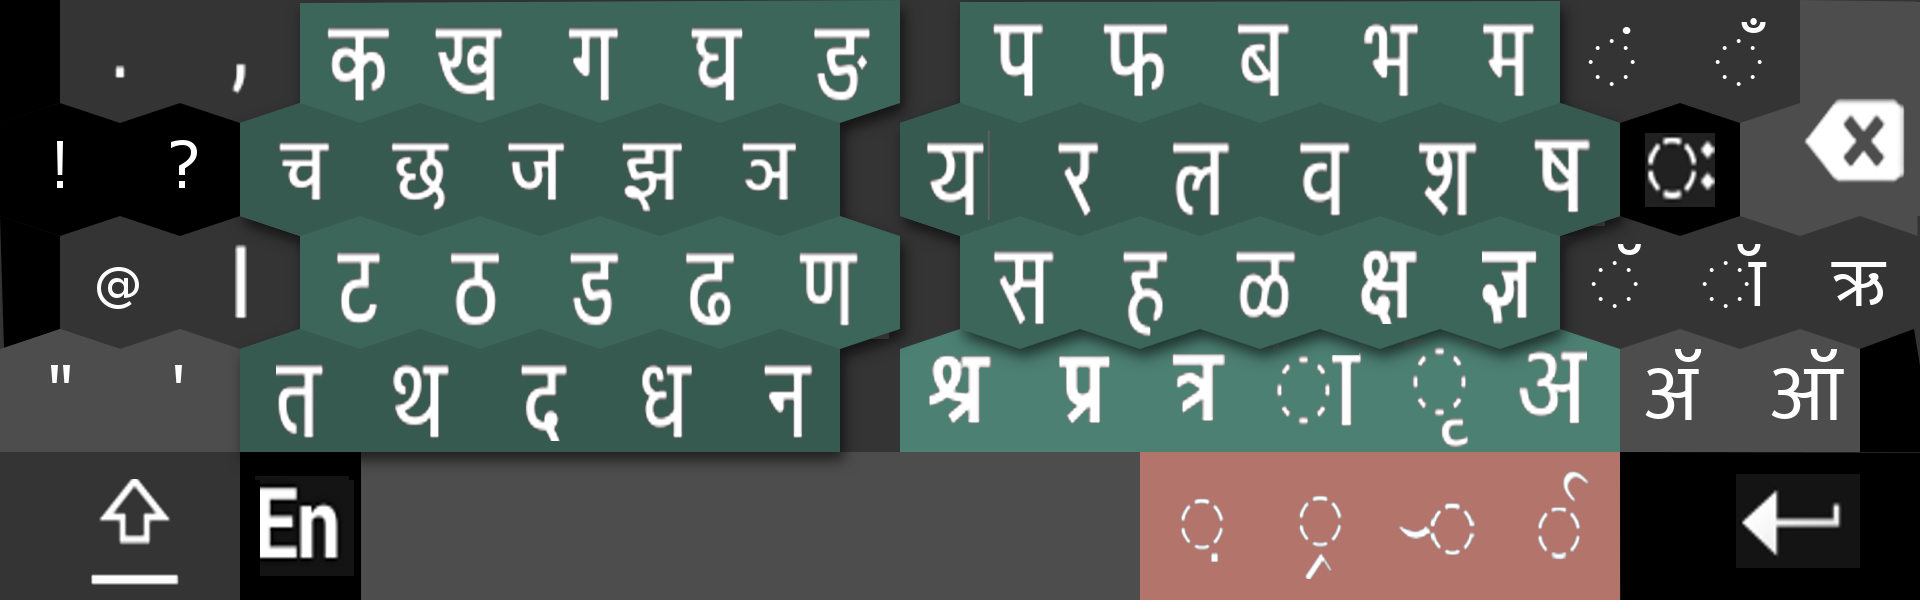 . , क ख ग घ ङ प फ ब भ म ं ँ
! ? च छ ज झ ञ य र ल व श ष ः
@ | ट ठ ड ढ ण स ह ळ क्ष ज्ञ ॅ ॉ ऋ
" ' त थ द ध न श्र प्र त्र ा ृ अ ॲ ऑ
En ़ ्र ऱ् र्